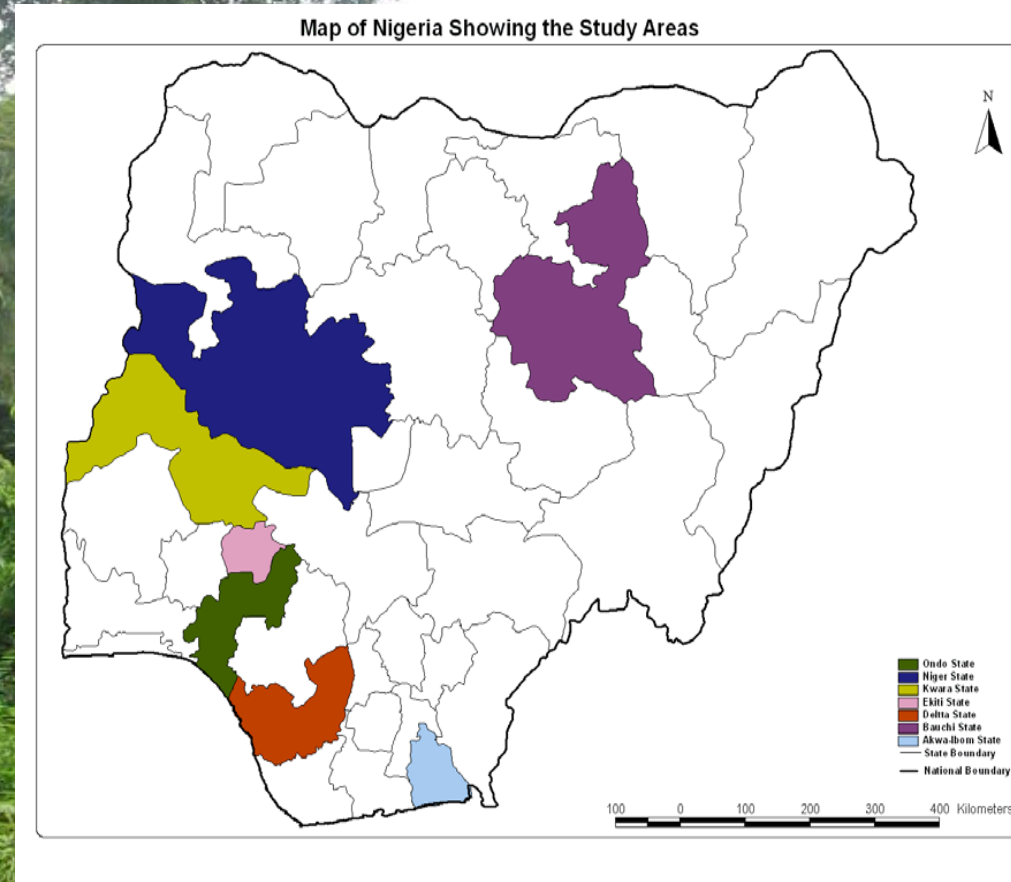 Map of Nigeria Showing the Study Areas
N
Ondo State
Niger State
Kwara State
Ekiti State
Deltta State
Bauchi State
Akwa-Ibom State
State Boundary
National Boundary
100 0 100 200 300 400 Kilometers